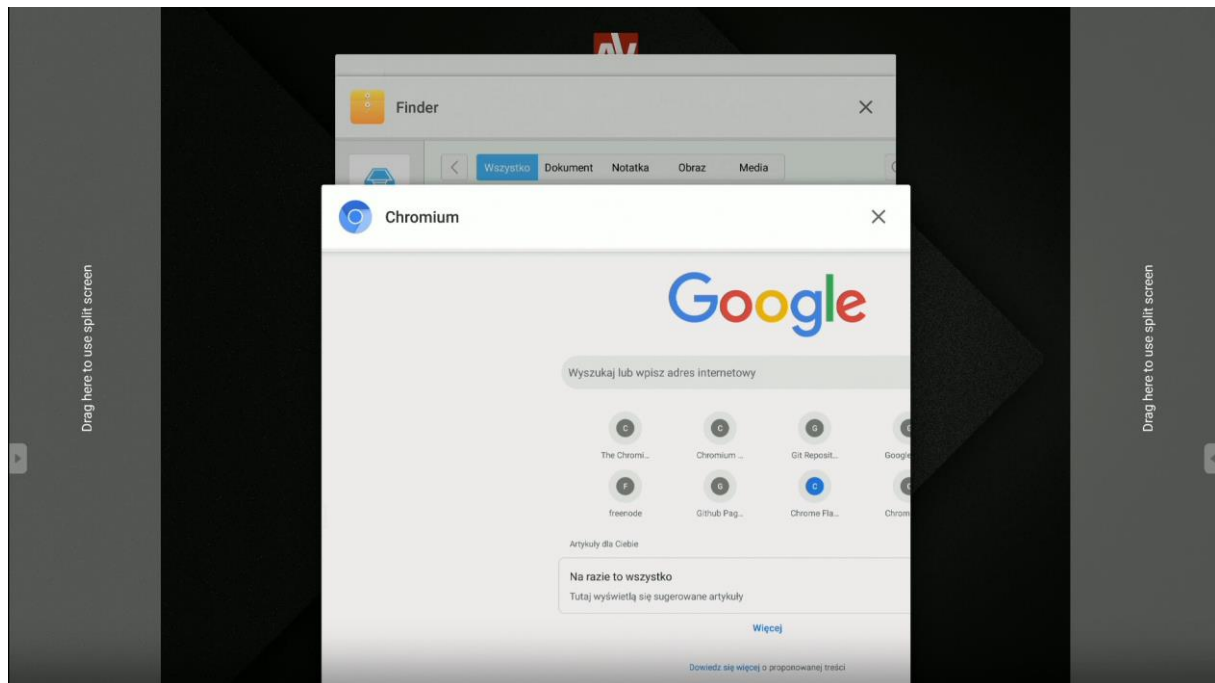 AV
Finder
Wszystko Dokument Notatka Obraz Media
Chromium
Google
Wyszukaj lub wpisz adres internetowy
C C G
The Chromi... Chromium ... Git Reposit... Google
F G C
freenode Github Pag... Chrome Fla... Chrom
Artykuły dla Ciebie
Na razie to wszystko
Tutaj wyświetlą się sugerowane artykuły
Więcej
Dowiedz się więcej o proponowanej treści
Drag here to use split screen
Drag here to use split screen